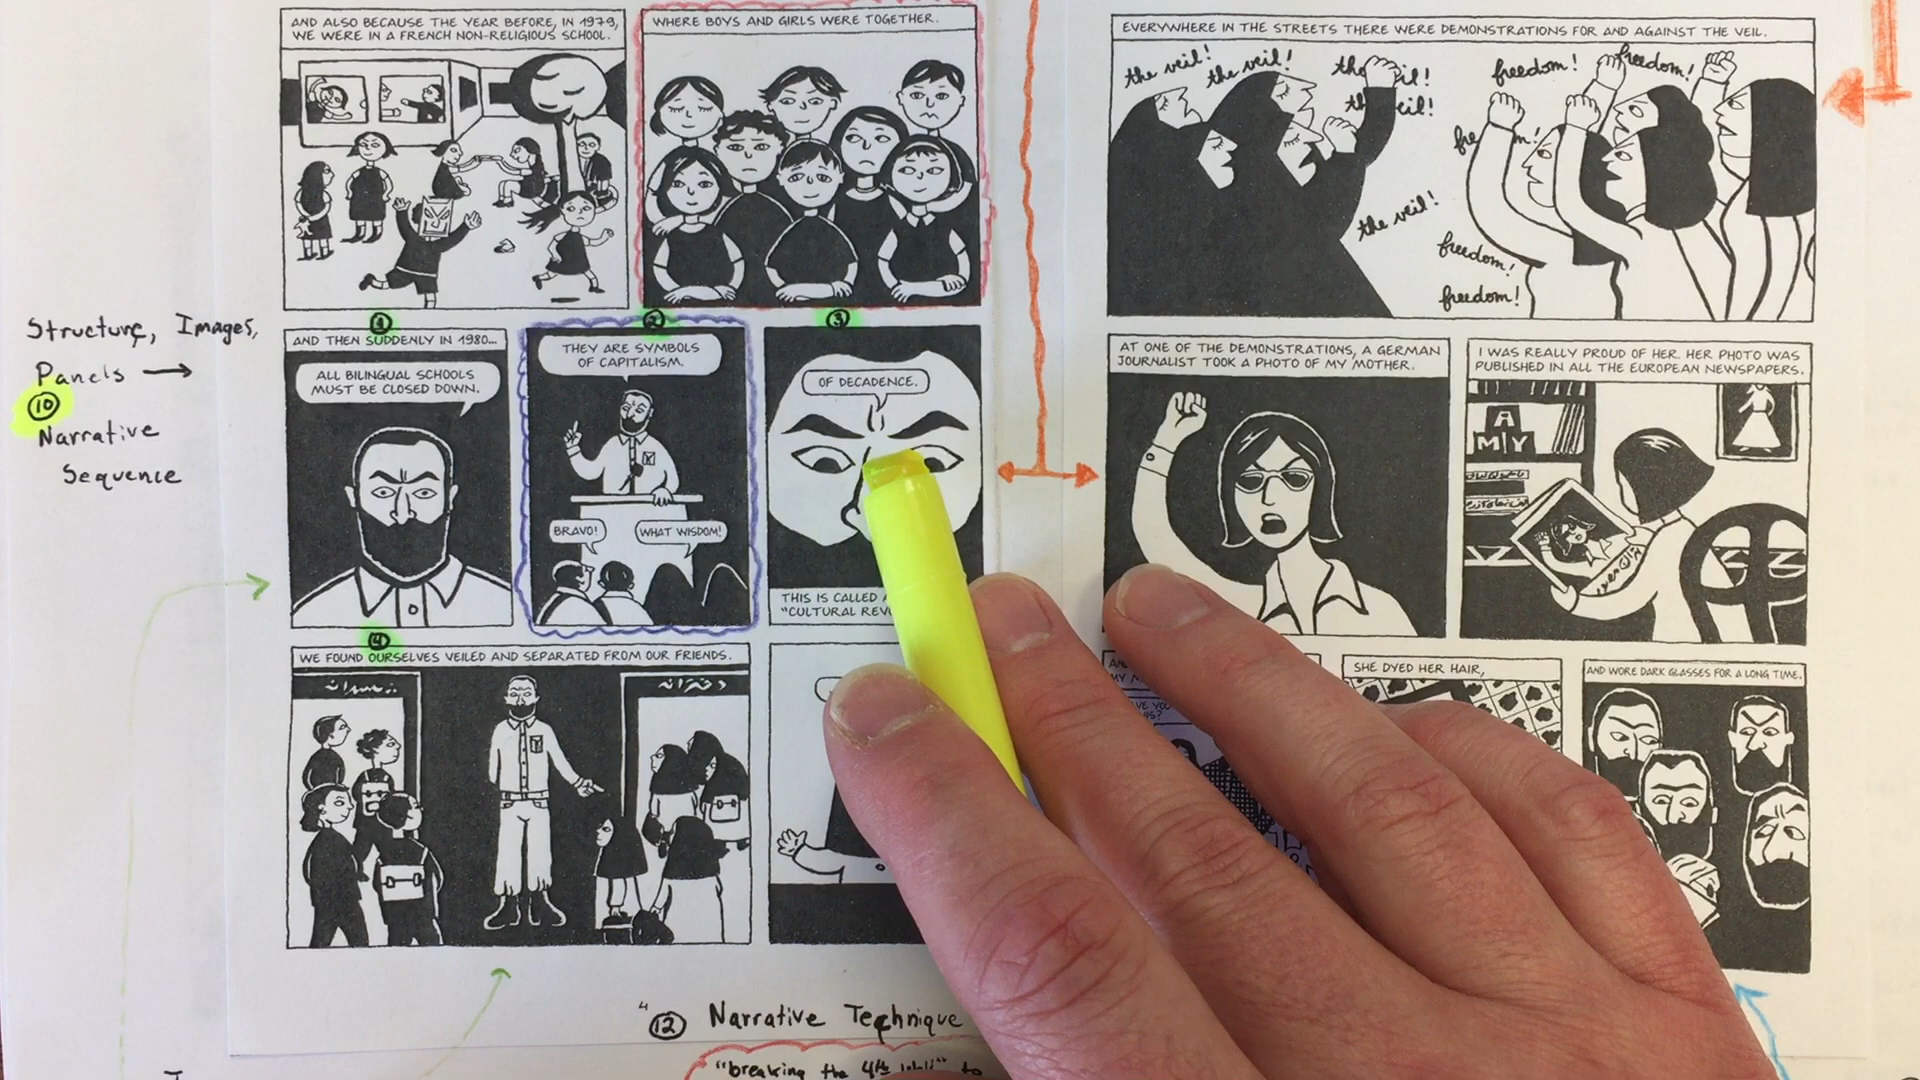 AND ALSO BECAUSE THE YEAR BEFORE, IN 1979,
WE WERE IN A FRENCH NON-RELIGIOUS SCHOOL.
WHERE BOYS AND GIRLS WERE TOGETHER.
Structure, Images,
Panels →
10
Narrative
Sequence
1
AND THEN SUDDENLY IN 1980...
ALL BILINGUAL SCHOOLS
MUST BE CLOSED DOWN.
2
THEY ARE SYMBOLS
OF CAPITALISM.
BRAVO!
WHAT WISDOM!
3
OF DECADENCE.
THIS IS CALLED
"CULTURAL
4
WE FOUND OURSELVES VEILED AND SEPARATED FROM OUR FRIENDS.
EVERYWHERE IN THE STREETS THERE WERE DEMONSTRATIONS FOR AND AGAINST THE VEIL.
the veil!
the veil!
the veil!
freedom!
freedom!
freedom!
freedom!
AT ONE OF THE DEMONSTRATIONS, A GERMAN
JOURNALIST TOOK A PHOTO OF MY MOTHER.
I WAS REALLY PROUD OF HER. HER PHOTO WAS
PUBLISHED IN ALL THE EUROPEAN NEWSPAPERS.
A
M Y
SHE DYED HER HAIR,
AND WORE DARK GLASSES FOR A LONG TIME.
12 Narrative Technique
"breaking the 4th Wall" to